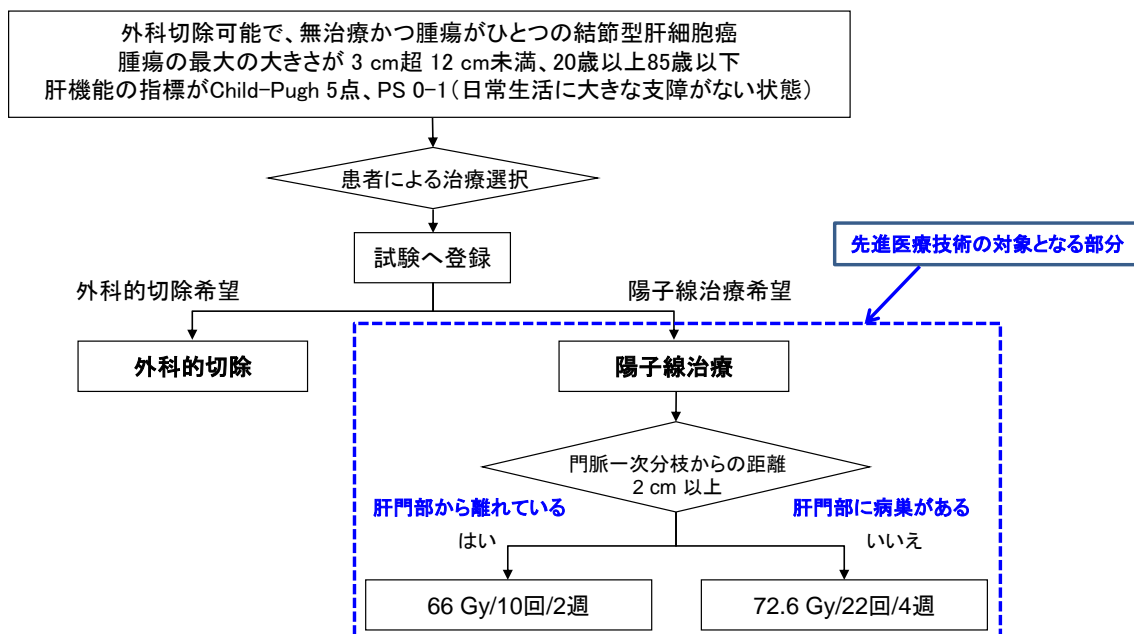 外科切除可能で、無治療かつ腫瘍がひとつの結節型肝細胞癌
腫瘍の最大の大きさが 3 cm超 12 cm未満、20歳以上85歳以下
肝機能の指標がChild-Pugh 5点、PS 0-1(日常生活に大きな支障がない状態)
患者による治療選択
試験へ登録
先進医療技術の対象となる部分
外科的切除希望
陽子線治療希望
外科的切除
陽子線治療
門脈一次分枝からの距離
2 cm 以上
肝門部から離れている
肝門部に病巣がある
はい
いいえ
66 Gy/10回/2週
72.6 Gy/22回/4週